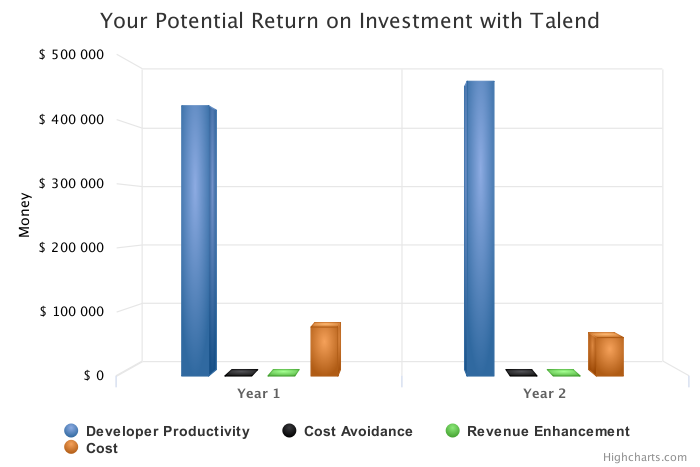 Your Potential Return on Investment with Talend
$ 500 000
$ 400 000
$ 300 000
$ 200 000
$ 100 000
$ 0
Money
Year 1
Year 2
Developer Productivity
Cost Avoidance
Revenue Enhancement
Cost
Highcharts.com